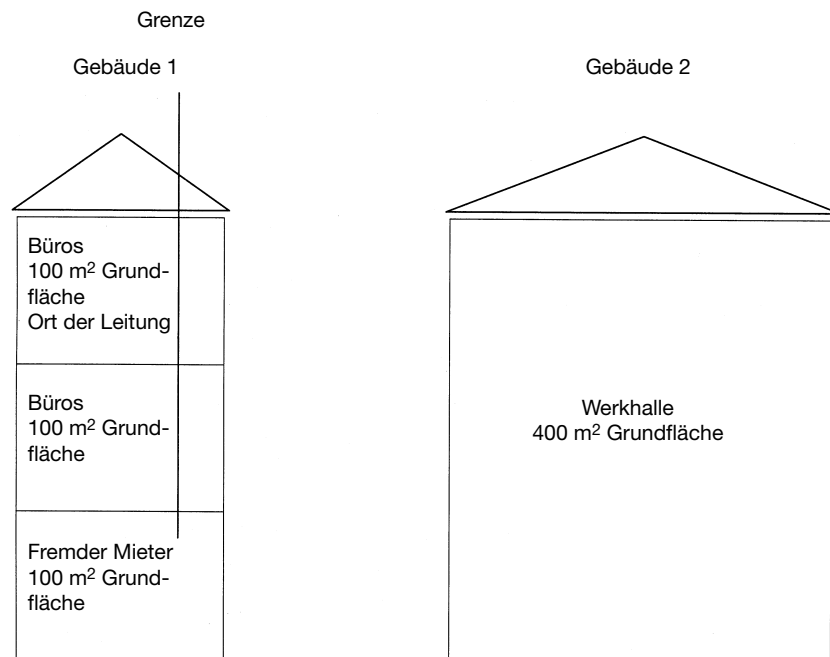 Grenze
Gebäude 1
Gebäude 2
Büros
100 m² Grund-
fläche
Ort der Leitung
Büros
100 m² Grund-
fläche
Werkhalle
400 m² Grundfläche
Fremder Mieter
100 m² Grund-
fläche